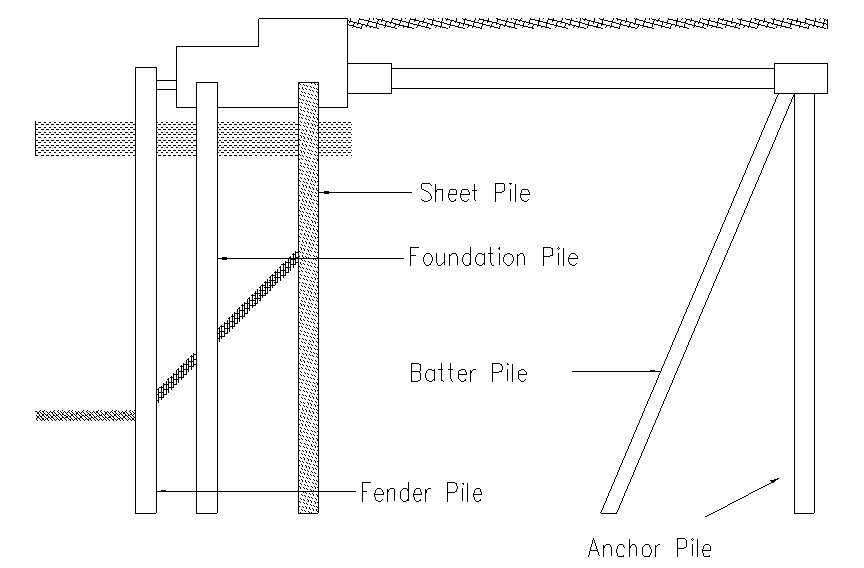 Sheet Pile
Foundation Pile
Batter Pile
Fender Pile
Anchor Pile